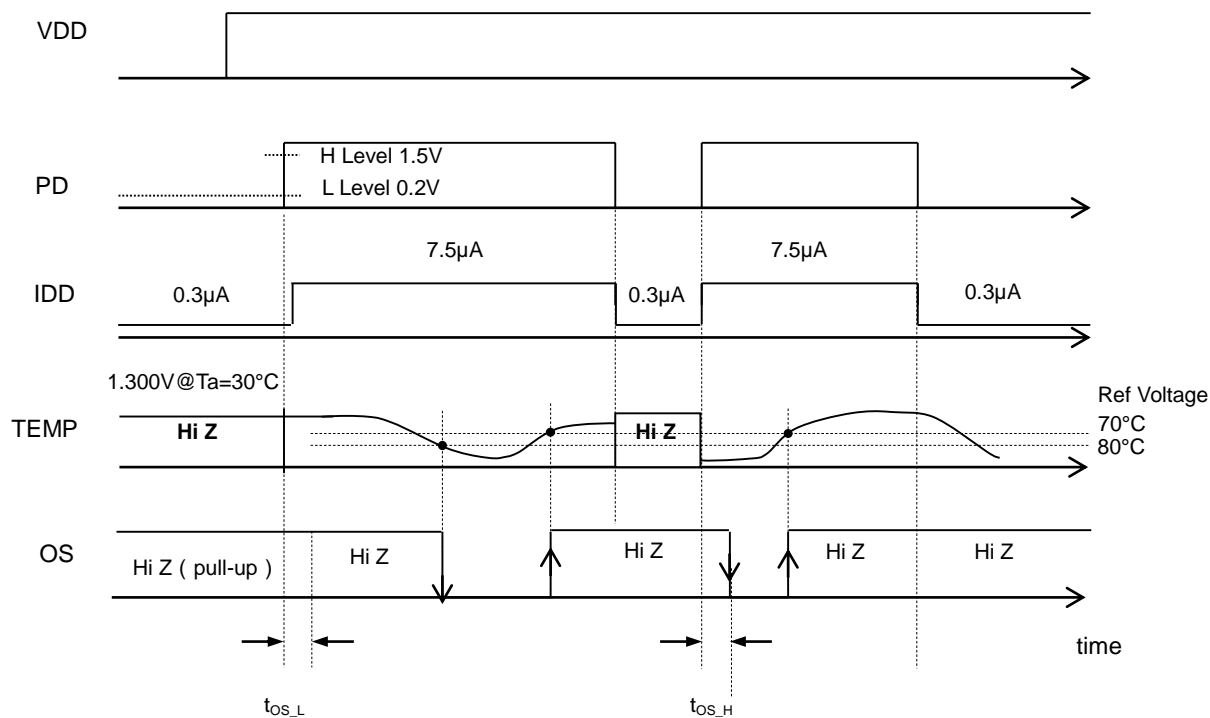 VDD
H Level 1.5V
PD
L Level 0.2V
7.5µA 7.5µA
IDD 0.3µA 0.3µA 0.3µA
1.300V@Ta=30°C
Ref Voltage
TEMP Hi Z Hi Z 70°C
80°C
OS Hi Z ( pull-up ) Hi Z Hi Z Hi Z Hi Z
time
tOS_L tOS_H